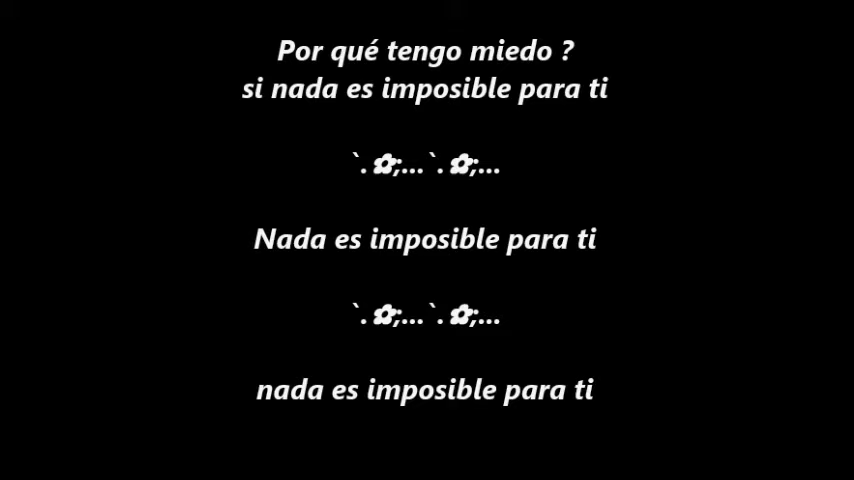 Por qué tengo miedo ?
si nada es imposible para ti
`. ✿;... `. ✿;...
Nada es imposible para ti
`. ✿;... `. ✿;...
nada es imposible para ti